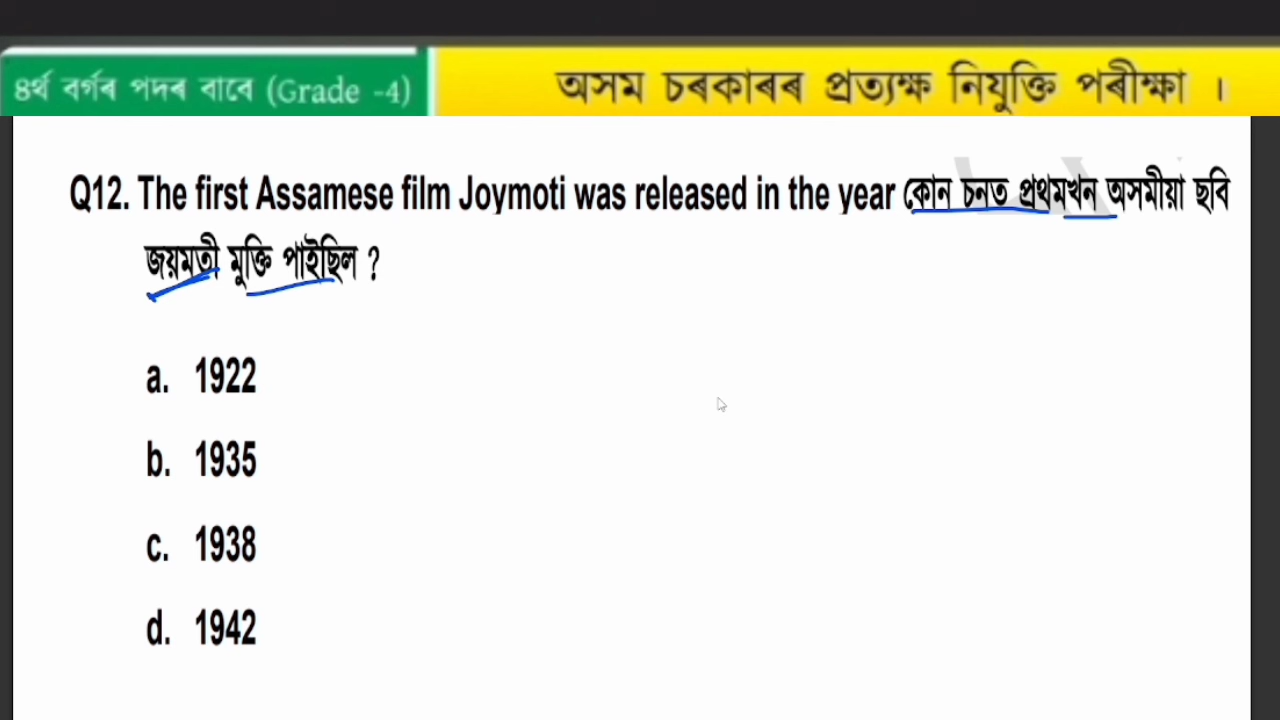 ৪ৰ্থ বৰ্গৰ পদৰ বাবে (Grade -4)
অসম চৰকাৰৰ প্ৰত্যক্ষ নিযুক্তি পৰীক্ষা ।
Q12. The first Assamese film Joymoti was released in the year কোন চনত প্ৰথমখন অসমীয়া ছবি
জয়মতী মুক্তি পাইছিল ?
a. 1922
b. 1935
c. 1938
d. 1942